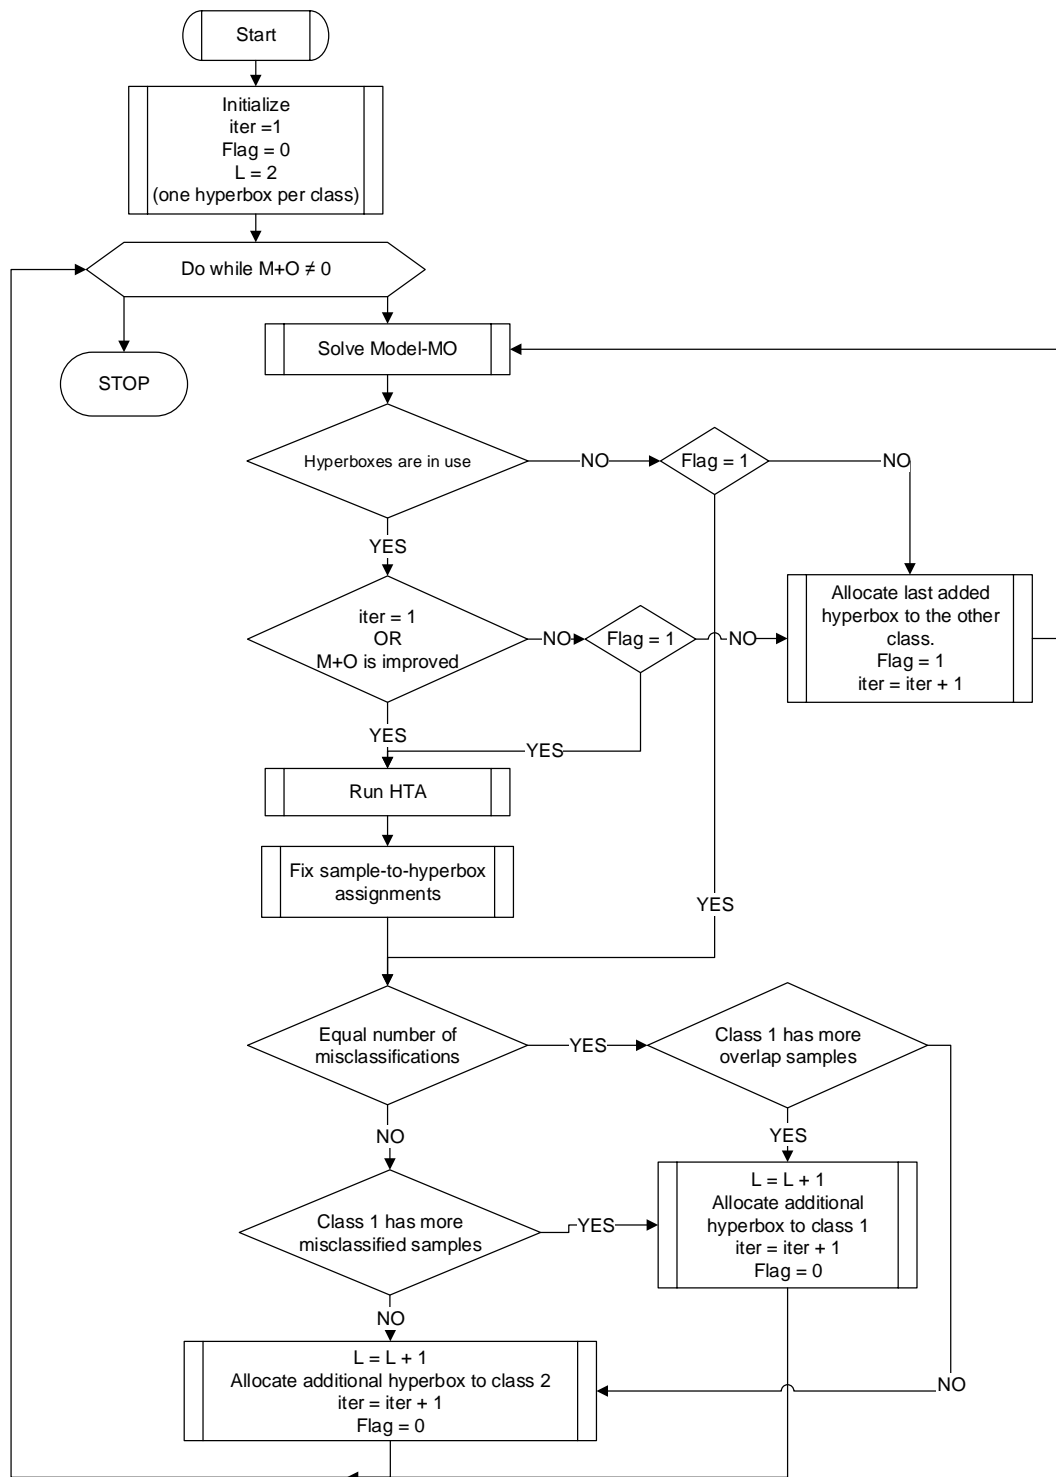 Start
Initialize
iter =1
Flag = 0
L = 2
(one hyperbox per class)
Do while M+O ≠ 0
Solve Model-MO
STOP
Hyperboxes are in use
NO
Flag = 1
NO
YES
iter = 1
OR
M+O is improved
NO
Flag = 1
NO
Allocate last added
hyperbox to the other
class.
Flag = 1
iter = iter + 1
YES
YES
Run HTA
Fix sample-to-hyperbox
assignments
YES
Equal number of
misclassifications
YES
Class 1 has more
overlap samples
NO
YES
Class 1 has more
misclassified samples
YES
L = L + 1
Allocate additional
hyperbox to class 1
iter = iter + 1
Flag = 0
NO
L = L + 1
Allocate additional hyperbox to class 2
iter = iter + 1
Flag = 0
NO